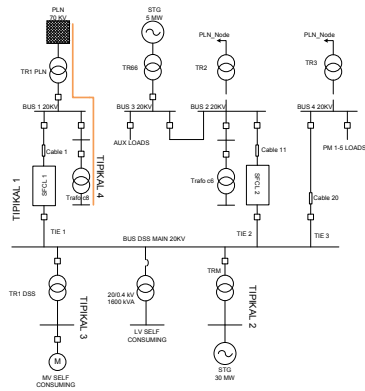 PLN
70 KV
STG
5 MW
PLN_Node
PLN_Node
TR1 PLN
TR66
TR2
TR3
BUS 1 20KV
BUS 3 20KV
BUS 2 20KV
BUS 4 20KV
AUX LOADS
PM 1-5 LOADS
Cable 1
Cable 11
TIPIKAL 1
SFCL 1
TIPIKAL 4
Trafo c8
Trafo c6
SFCL 2
Cable 20
TIE 1
TIE 2
TIE 3
BUS DSS MAIN 20KV
TR1 DSS
TIPIKAL 3
20/0.4 kV
1600 kVA
TRM
TIPIKAL 2
M
MV SELF
CONSUMING
LV SELF
CONSUMING
STG
30 MW